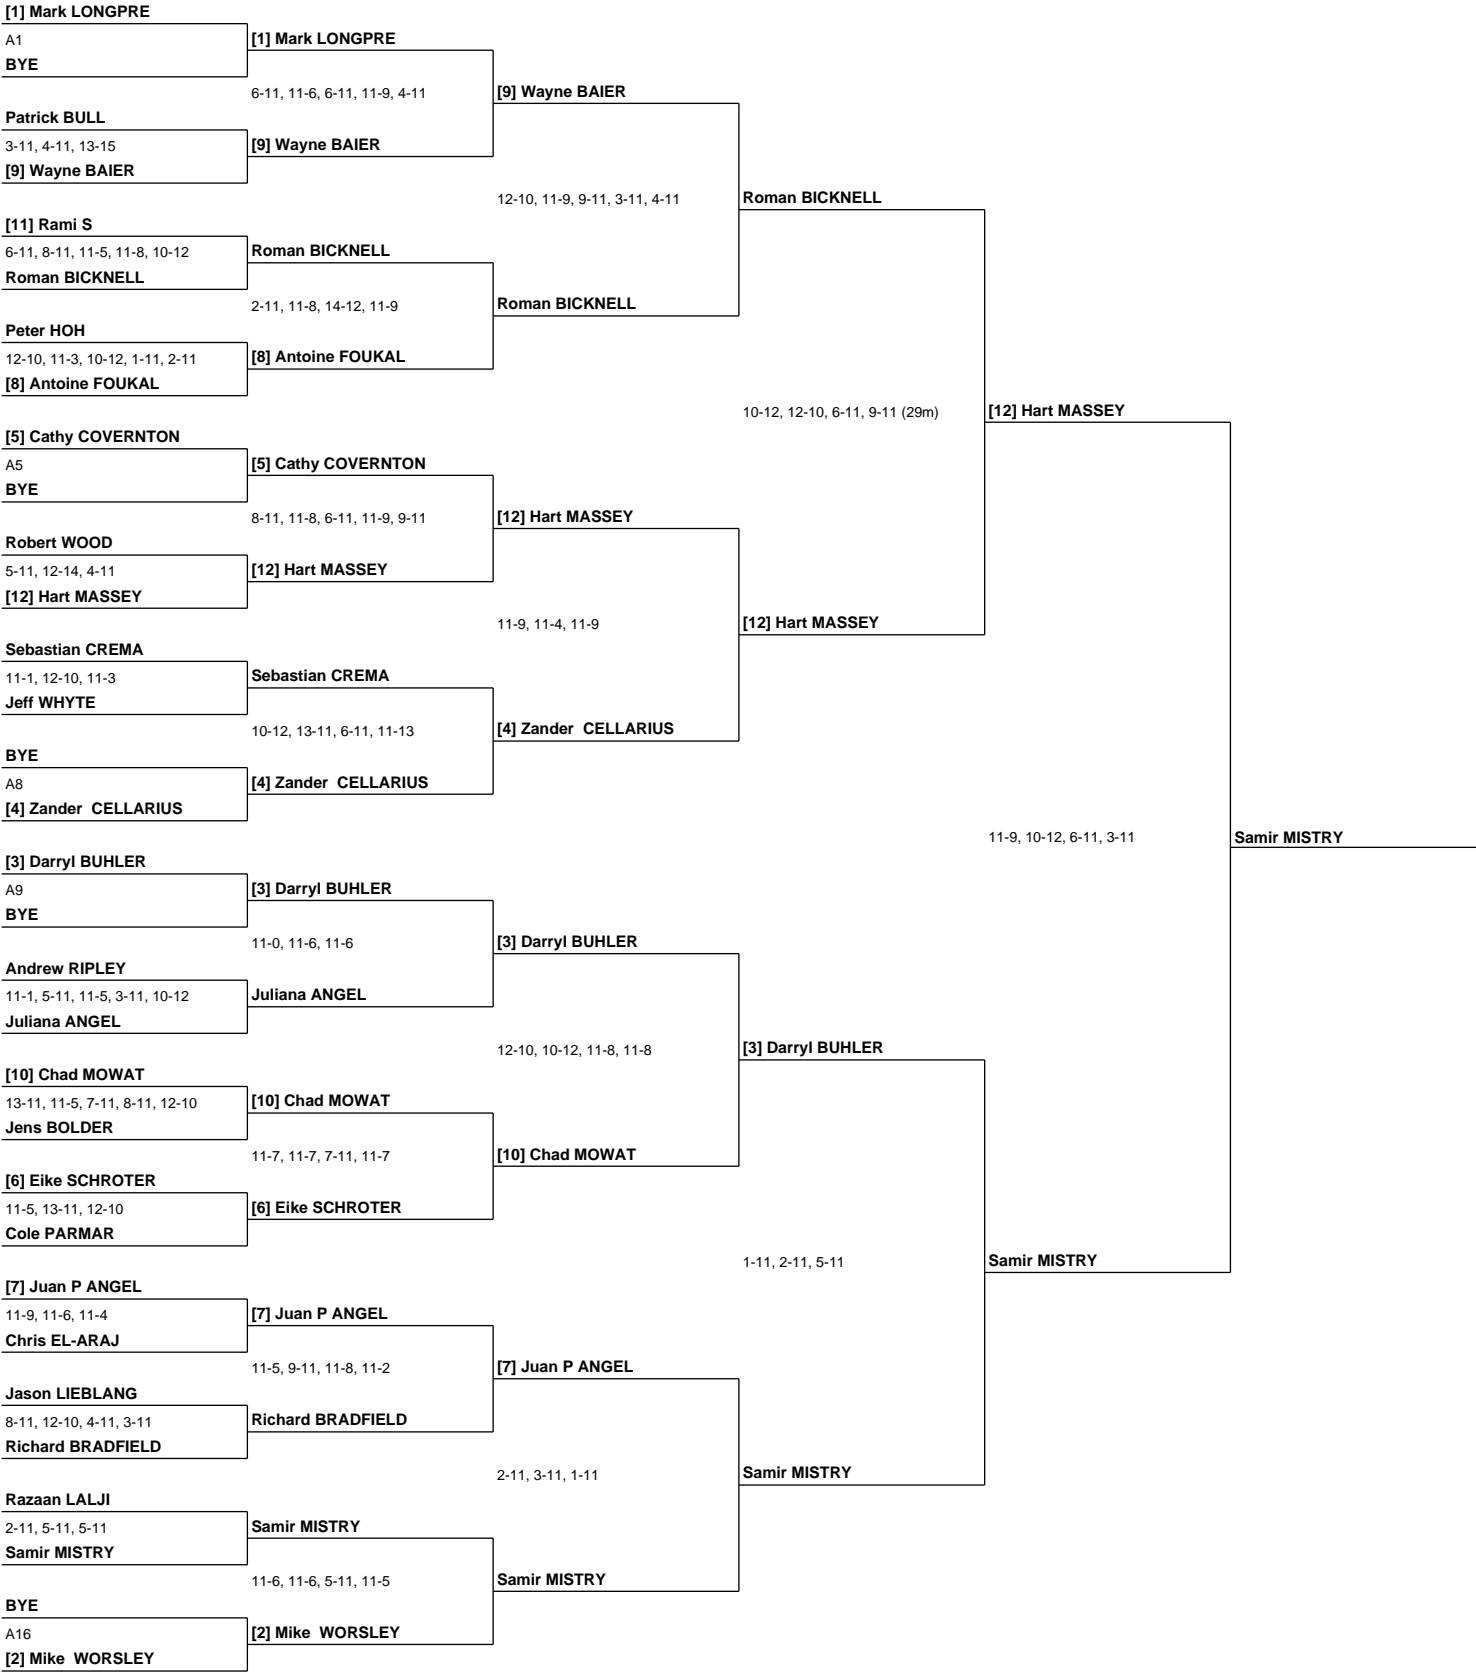 [1] Mark LONGPRE
A1
BYE
Patrick BULL
3-11, 4-11, 13-15
[9] Wayne BAIER
[11] Rami S
6-11, 8-11, 11-5, 11-8, 10-12
Roman BICKNELL
Peter HOH
12-10, 11-3, 10-12, 1-11, 2-11
[8] Antoine FOUKAL
[5] Cathy COVERNTON
A5
BYE
Robert WOOD
5-11, 12-14, 4-11
[12] Hart MASSEY
Sebastian CREMA
11-1, 12-10, 11-3
Jeff WHYTE
BYE
A8
[4] Zander  CELLARIUS
[3] Darryl BUHLER
A9
BYE
Andrew RIPLEY
11-1, 5-11, 11-5, 3-11, 10-12
Juliana ANGEL
[10] Chad MOWAT
13-11, 11-5, 7-11, 8-11, 12-10
Jens BOLDER
[6] Eike SCHROTER
11-5, 13-11, 12-10
Cole PARMAR
[7] Juan P ANGEL
11-9, 11-6, 11-4
Chris EL-ARAJ
Jason LIEBLANG
8-11, 12-10, 4-11, 3-11
Richard BRADFIELD
Razaan LALJI
2-11, 5-11, 5-11
Samir MISTRY
BYE
A16
[2] Mike  WORSLEY
[1] Mark LONGPRE
6-11, 11-6, 6-11, 11-9, 4-11
[9] Wayne BAIER
Roman BICKNELL
2-11, 11-8, 14-12, 11-9
[8] Antoine FOUKAL
[5] Cathy COVERNTON
8-11, 11-8, 6-11, 11-9, 9-11
[12] Hart MASSEY
Sebastian CREMA
10-12, 13-11, 6-11, 11-13
[4] Zander  CELLARIUS
[3] Darryl BUHLER
11-0, 11-6, 11-6
Juliana ANGEL
[10] Chad MOWAT
11-7, 11-7, 7-11, 11-7
[6] Eike SCHROTER
[7] Juan P ANGEL
11-5, 9-11, 11-8, 11-2
Richard BRADFIELD
Samir MISTRY
11-6, 11-6, 5-11, 11-5
[2] Mike  WORSLEY
[9] Wayne BAIER
12-10, 11-9, 9-11, 3-11, 4-11
Roman BICKNELL
[12] Hart MASSEY
11-9, 11-4, 11-9
[4] Zander  CELLARIUS
[3] Darryl BUHLER
12-10, 10-12, 11-8, 11-8
[10] Chad MOWAT
[7] Juan P ANGEL
2-11, 3-11, 1-11
Samir MISTRY
Roman BICKNELL
10-12, 12-10, 6-11, 9-11 (29m)
[12] Hart MASSEY
[3] Darryl BUHLER
1-11, 2-11, 5-11
Samir MISTRY
[12] Hart MASSEY
11-9, 10-12, 6-11, 3-11
Samir MISTRY
Samir MISTRY